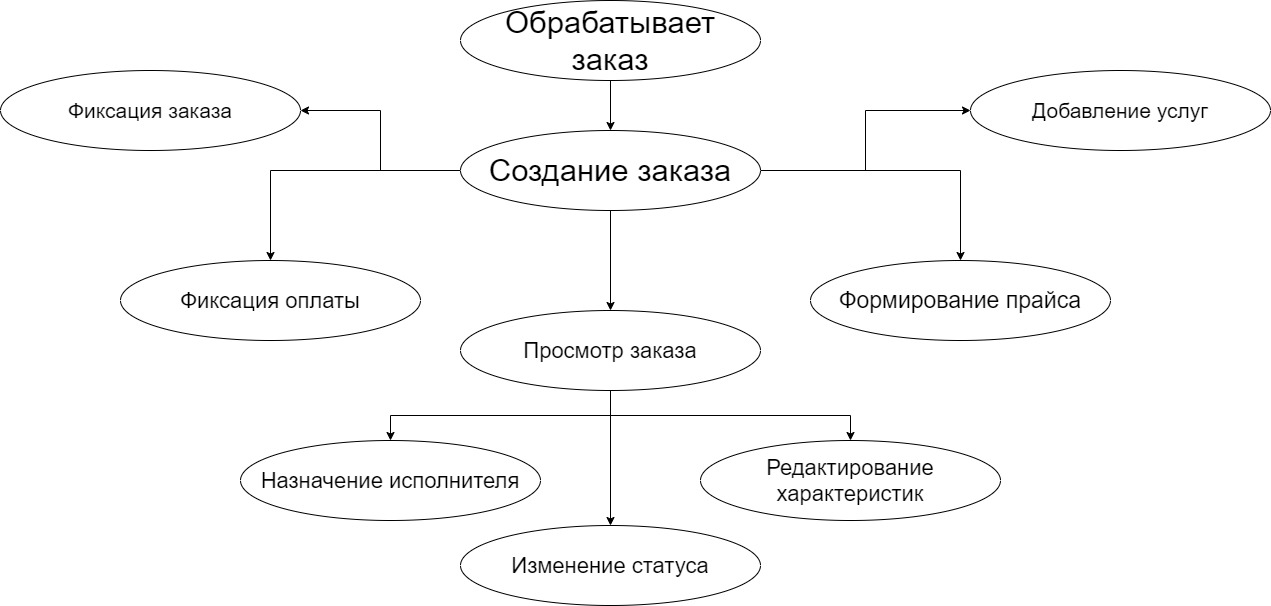 Обрабатывает
заказ
Фиксация заказа
Добавление услуг
Создание заказа
Фиксация оплаты
Формирование прайса
Просмотр заказа
Назначение исполнителя
Редактирование
характеристик
Изменение статуса